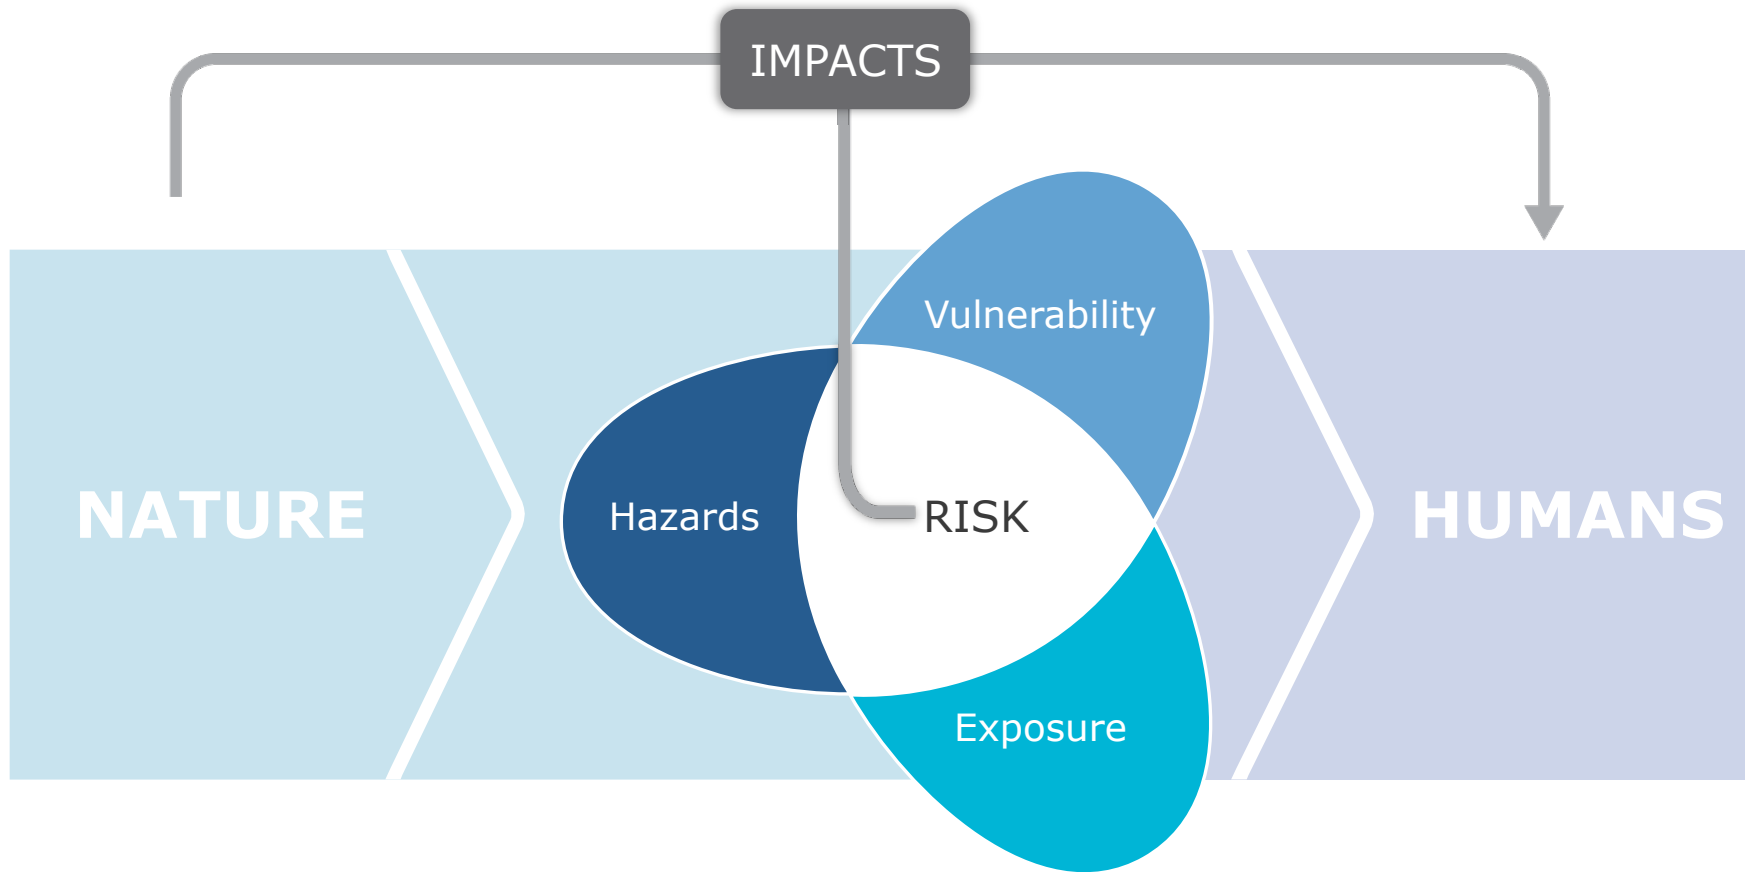 IMPACTS
Vulnerability
NATURE
Hazards
RISK
HUMANS
Exposure